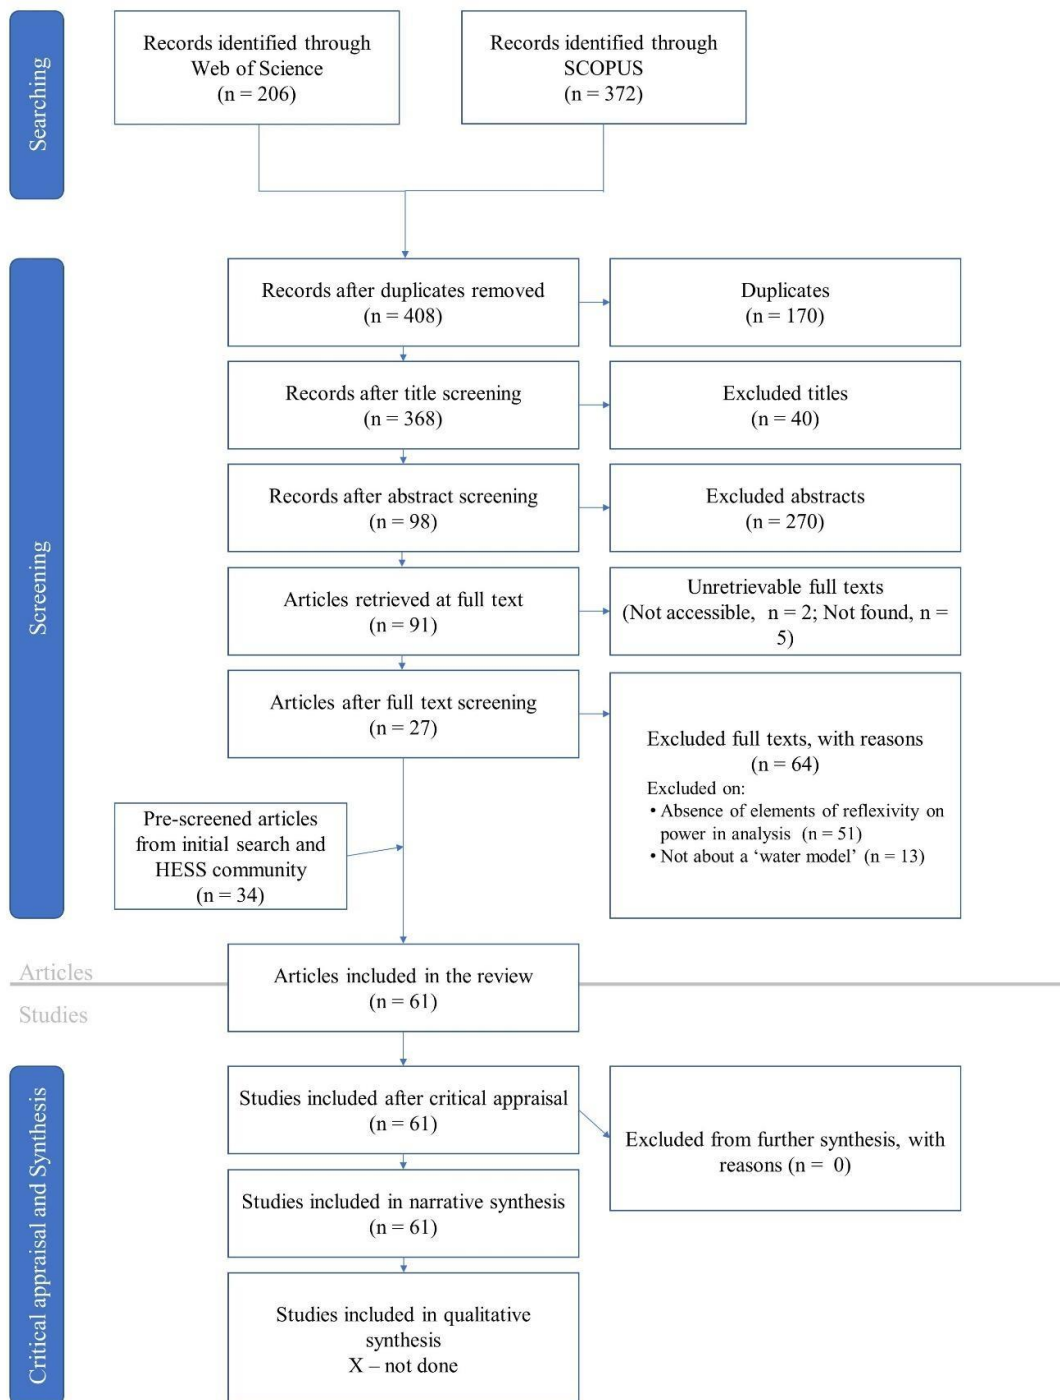 Searching
Records identified through
Web of Science
(n = 206)
Records identified through
SCOPUS
(n = 372)
Screening
Records after duplicates removed
(n = 408)
Duplicates
(n = 170)
Records after title screening
(n = 368)
Excluded titles
(n = 40)
Records after abstract screening
(n = 98)
Excluded abstracts
(n = 270)
Articles retrieved at full text
(n = 91)
Unretrievable full texts
(Not accessible, n = 2; Not found, n =
5)
Articles after full text screening
(n = 27)
Excluded full texts, with reasons
(n = 64)
Excluded on:
• Absence of elements of reflexivity on
power in analysis (n = 51)
• Not about a ‘water model’ (n = 13)
Pre-screened articles
from initial search and
HESS community
(n = 34)
Articles
Articles included in the review
(n = 61)
Studies
Critical appraisal and Synthesis
Studies included after critical appraisal
(n = 61)
Excluded from further synthesis, with
reasons (n = 0)
Studies included in narrative synthesis
(n = 61)
Studies included in qualitative
synthesis
X – not done